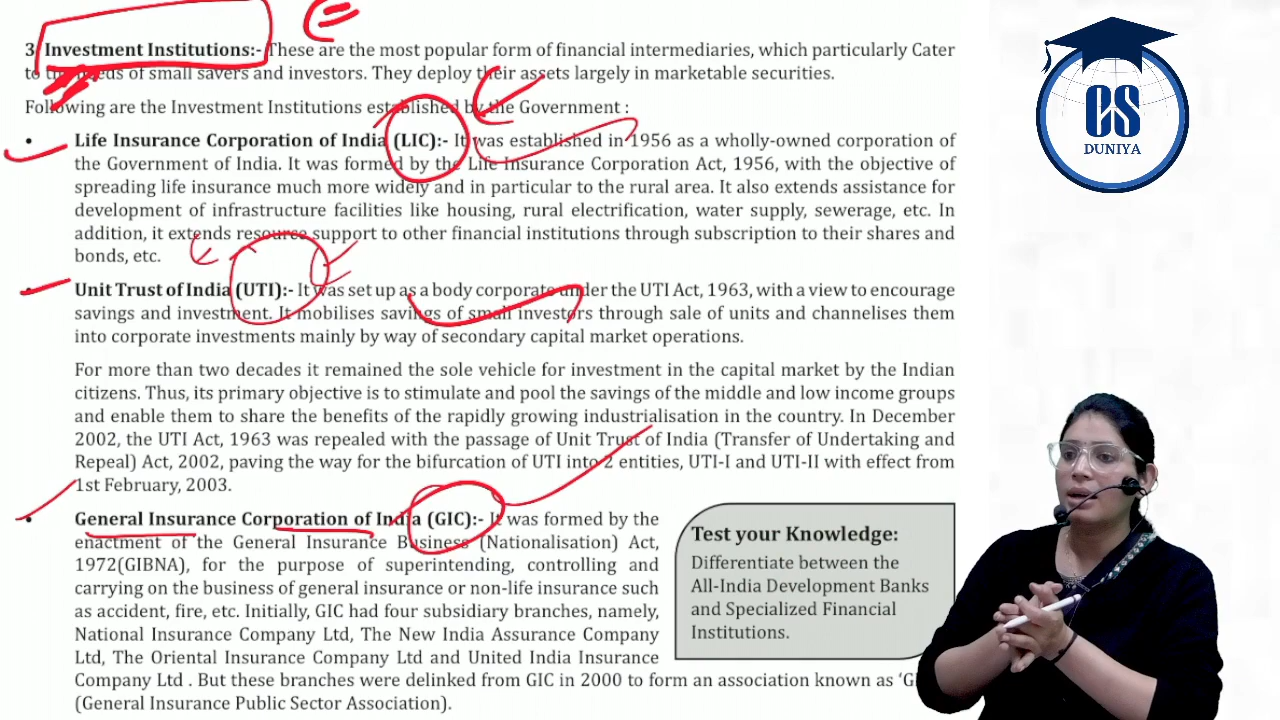 3. Investment Institutions:- These are the most popular form of financial intermediaries, which particularly Cater
to the needs of small savers and investors. They deploy their assets largely in marketable securities.
Following are the Investment Institutions established by the Government :
• Life Insurance Corporation of India (LIC):- It was established in 1956 as a wholly-owned corporation of
the Government of India. It was formed by the Life Insurance Corporation Act, 1956, with the objective of
spreading life insurance much more widely and in particular to the rural area. It also extends assistance for
development of infrastructure facilities like housing, rural electrification, water supply, sewerage, etc. In
addition, it extends resource support to other financial institutions through subscription to their shares and
bonds, etc.
• Unit Trust of India (UTI):- It was set up as a body corporate under the UTI Act, 1963, with a view to encourage
savings and investment. It mobilises savings of small investors through sale of units and channelises them
into corporate investments mainly by way of secondary capital market operations.
For more than two decades it remained the sole vehicle for investment in the capital market by the Indian
citizens. Thus, its primary objective is to stimulate and pool the savings of the middle and low income groups
and enable them to share the benefits of the rapidly growing industrialisation in the country. In December
2002, the UTI Act, 1963 was repealed with the passage of Unit Trust of India (Transfer of Undertaking and
Repeal) Act, 2002, paving the way for the bifurcation of UTI into 2 entities, UTI-I and UTI-II with effect from
1st February, 2003.
• General Insurance Corporation of India (GIC):- It was formed by the
enactment of the General Insurance Business (Nationalisation) Act,
1972(GIBNA), for the purpose of superintending, controlling and
carrying on the business of general insurance or non-life insurance such
as accident, fire, etc. Initially, GIC had four subsidiary branches, namely,
National Insurance Company Ltd, The New India Assurance Company
Ltd, The Oriental Insurance Company Ltd and United India Insurance
Company Ltd . But these branches were delinked from GIC in 2000 to form an association known as
(General Insurance Public Sector Association).
Test your Knowledge:
Differentiate between the
All-India Development Banks
and Specialized Financial
Institutions.
CS
DUNIYA